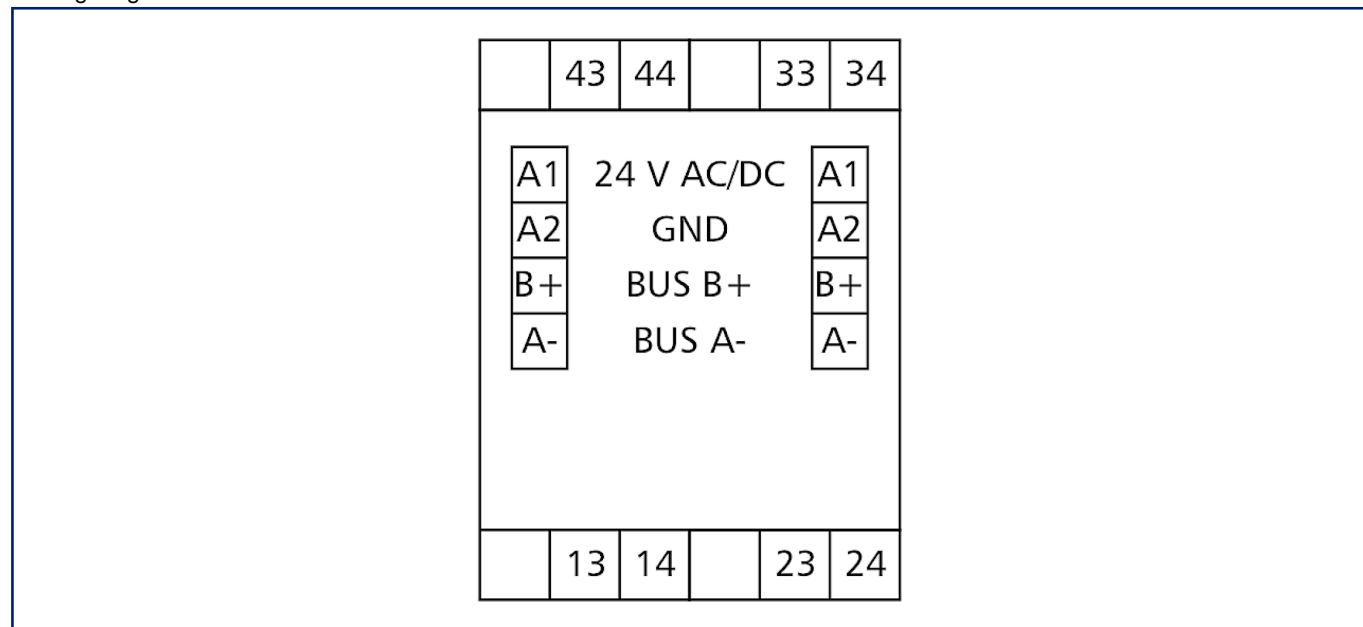 43 44 33 34
A1 24 V AC/DC A1
A2 GND A2
B+ BUS B+ B+
A- BUS A- A-
13 14 23 24